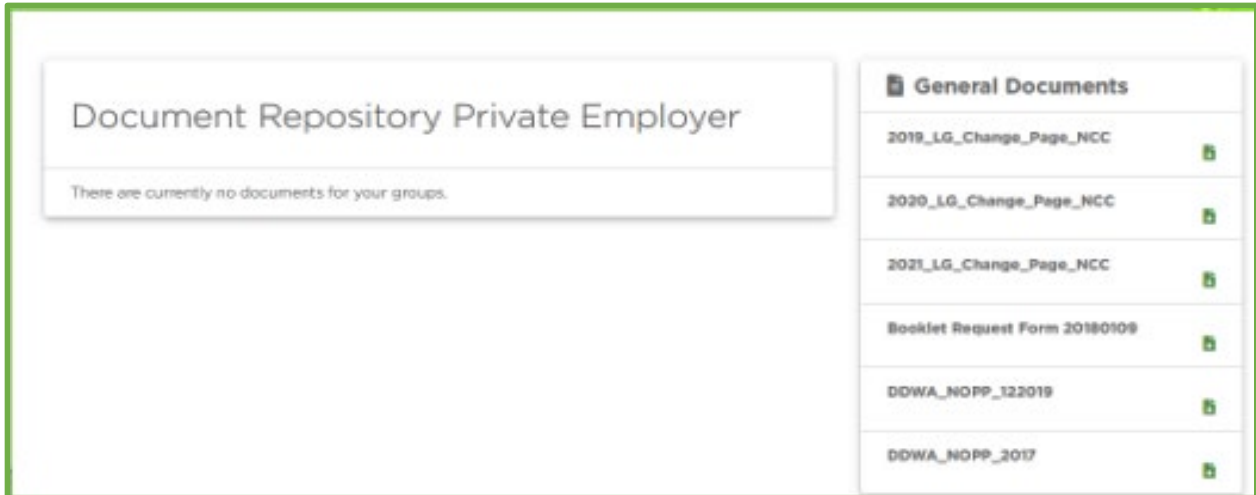 Document Repository Private Employer
There are currently no documents for your groups.
General Documents
2019_LG_Change_Page_NCC
2020_LG_Change_Page_NCC
2021_LG_Change_Page_NCC
Booklet Request Form 20180109
DDWA_NOPP_122019
DDWA_NOPP_2017